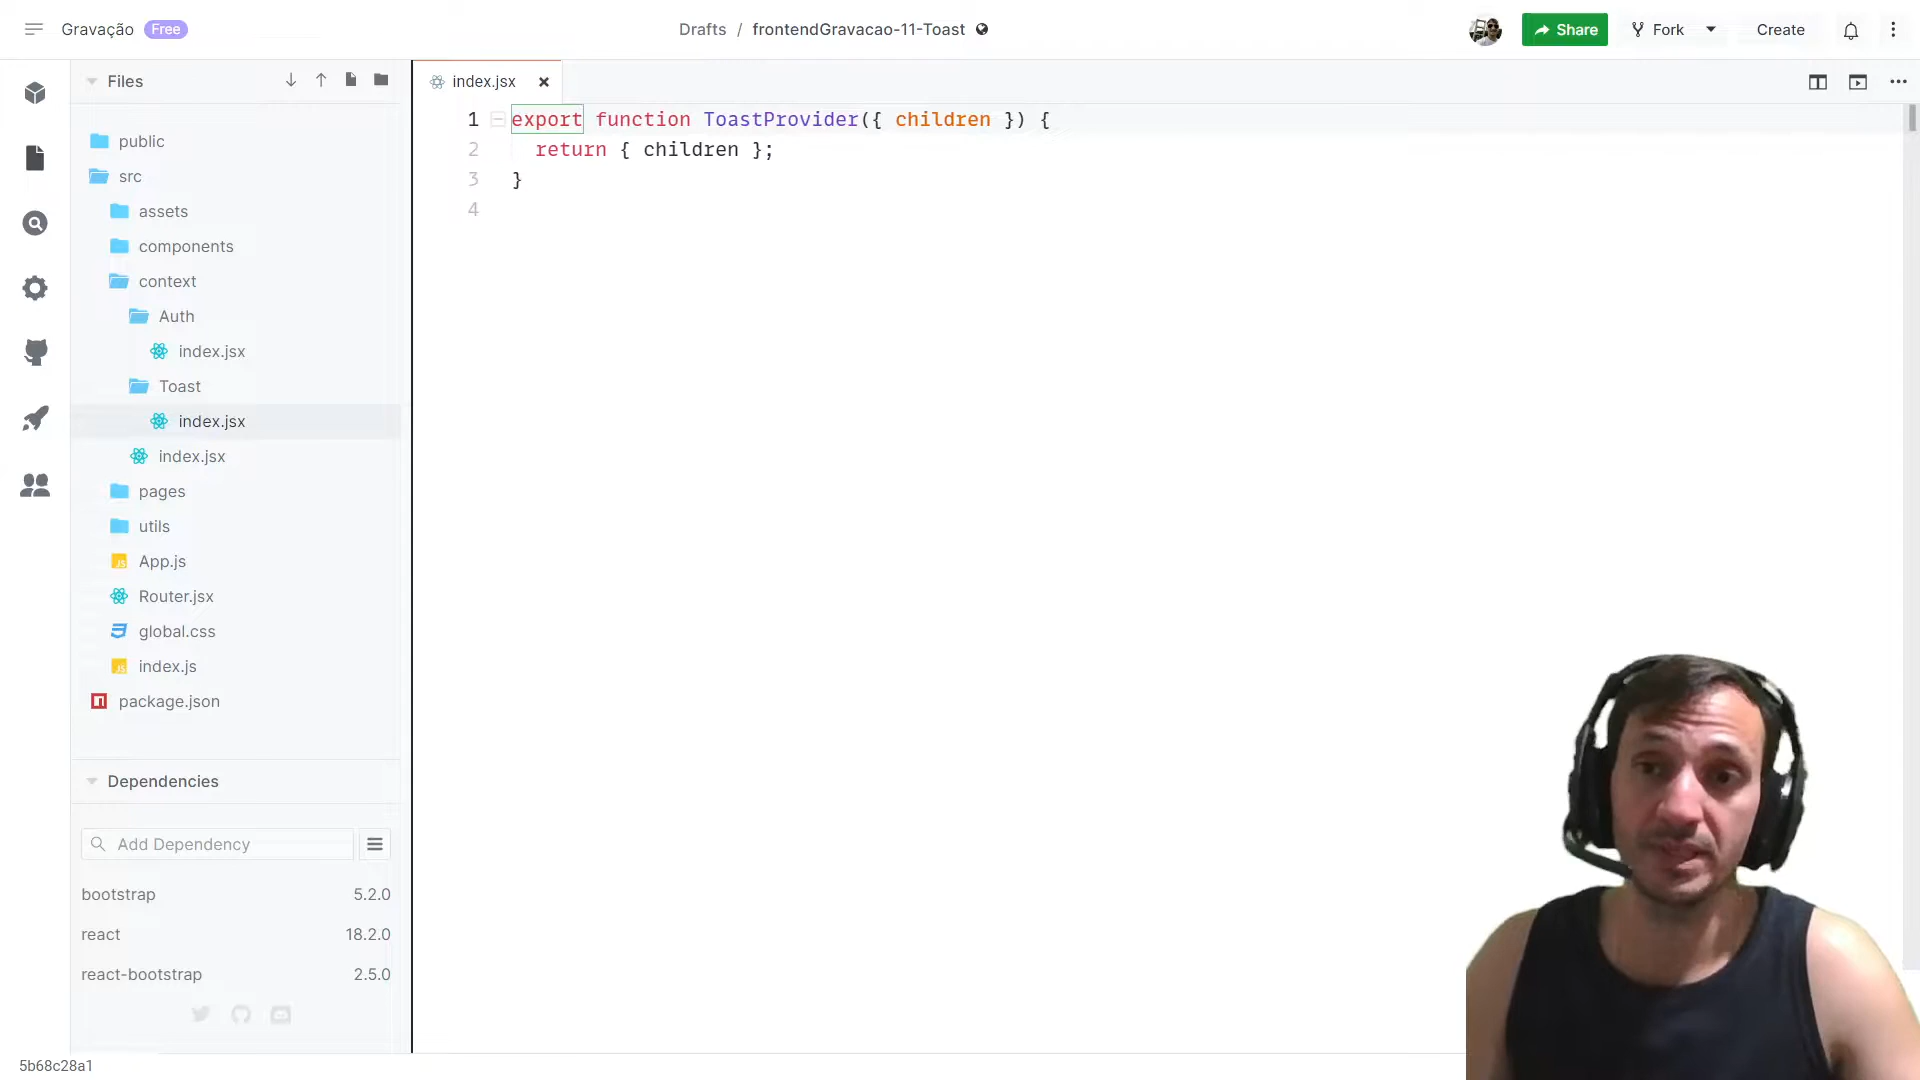 Gravação Free
Drafts / frontendGravacao-11-Toast
Share
Fork
Create
Files
public
src
assets
components
context
Auth
index.jsx
Toast
index.jsx
index.jsx
pages
utils
App.js
Router.jsx
global.css
index.js
package.json
Dependencies
Add Dependency
bootstrap 5.2.0
react 18.2.0
react-bootstrap 2.5.0
5b68c28a1
index.jsx
1 export function ToastProvider({ children }) {
2 return { children };
3 }
4